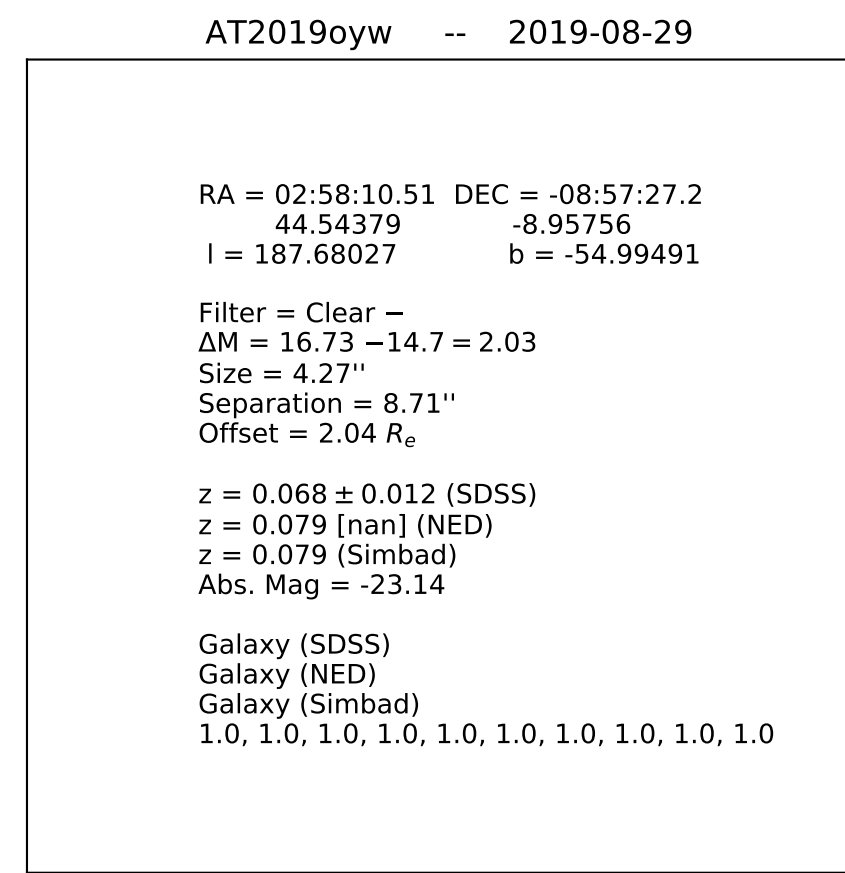 AT2019oyw -- 2019-08-29
RA = 02:58:10.51 DEC = -08:57:27.2
44.54379 -8.95756
l = 187.68027 b = -54.99491
Filter = Clear −
ΔM = 16.73 −14.7 = 2.03
Size = 4.27''
Separation = 8.71''
Offset = 2.04 Rₑ
z = 0.068 ± 0.012 (SDSS)
z = 0.079 [nan] (NED)
z = 0.079 (Simbad)
Abs. Mag = -23.14
Galaxy (SDSS)
Galaxy (NED)
Galaxy (Simbad)
1.0, 1.0, 1.0, 1.0, 1.0, 1.0, 1.0, 1.0, 1.0, 1.0